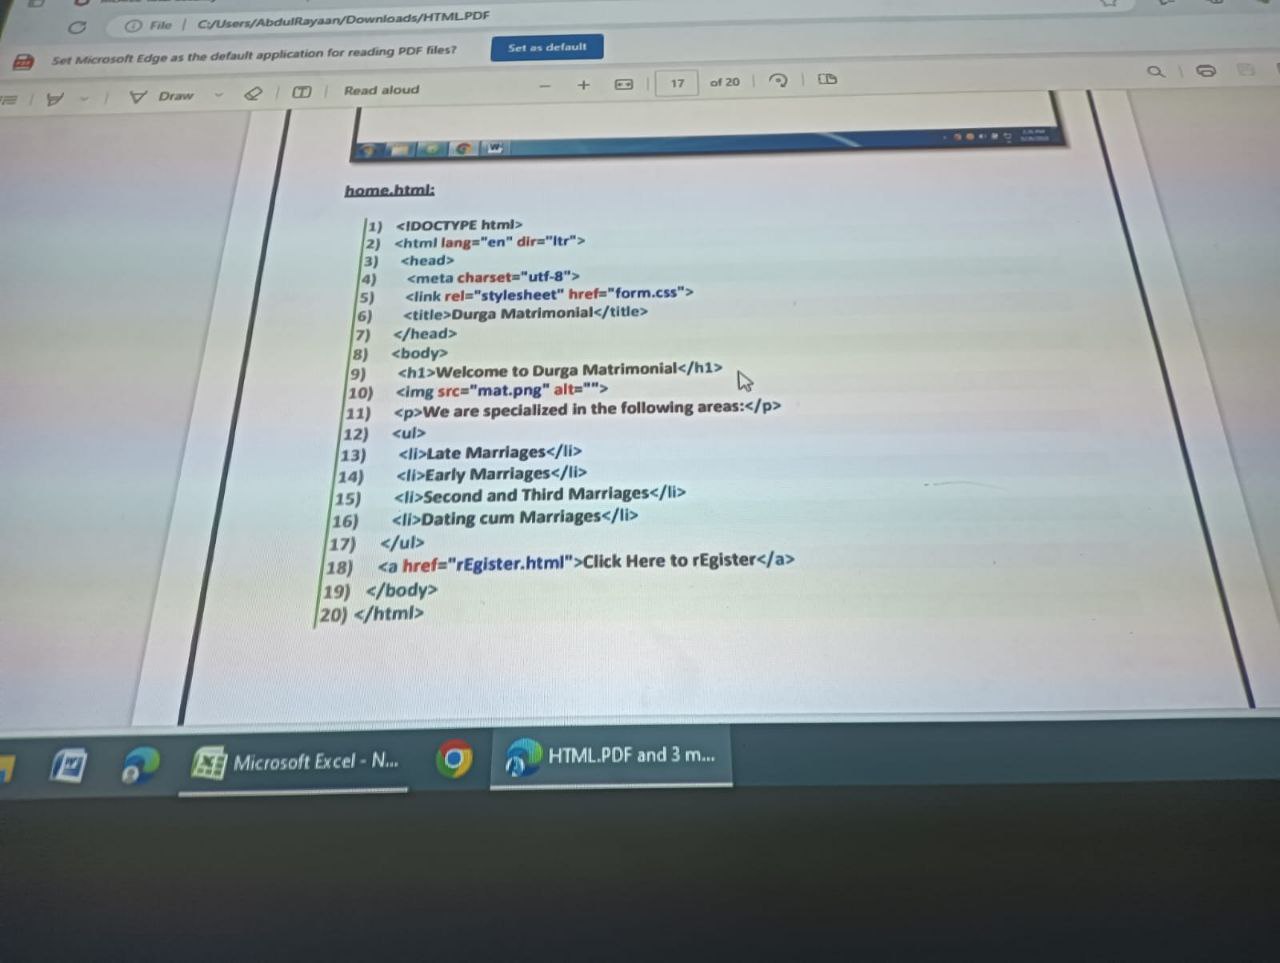 File | C:/Users/AbdulRayaan/Downloads/HTML.PDF
Set Microsoft Edge as the default application for reading PDF files? Set as default
Draw Read aloud 17 of 20
home.html:
1) <!DOCTYPE html>
2) <html lang="en" dir="ltr">
3) <head>
4) <meta charset="utf-8">
5) <link rel="stylesheet" href="form.css">
6) <title>Durga Matrimonial</title>
7) </head>
8) <body>
9) <h1>Welcome to Durga Matrimonial</h1>
10) <img src="mat.png" alt="">
11) <p>We are specialized in the following areas:</p>
12) <ul>
13) <li>Late Marriages</li>
14) <li>Early Marriages</li>
15) <li>Second and Third Marriages</li>
16) <li>Dating cum Marriages</li>
17) </ul>
18) <a href="rEgister.html">Click Here to rEgister</a>
19) </body>
20) </html>
Microsoft Excel - N... HTML.PDF and 3 m...